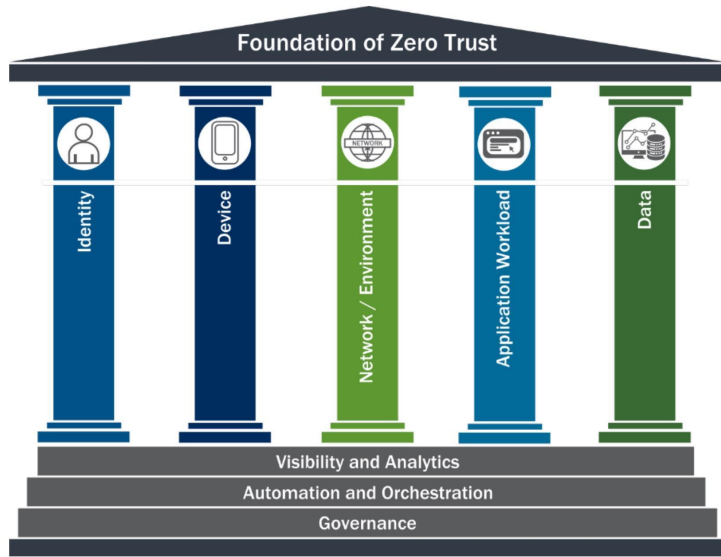 Foundation of Zero Trust
NETWORK
Identity
Device
Network / Environment
Application Workload
Data
Visibility and Analytics
Automation and Orchestration
Governance